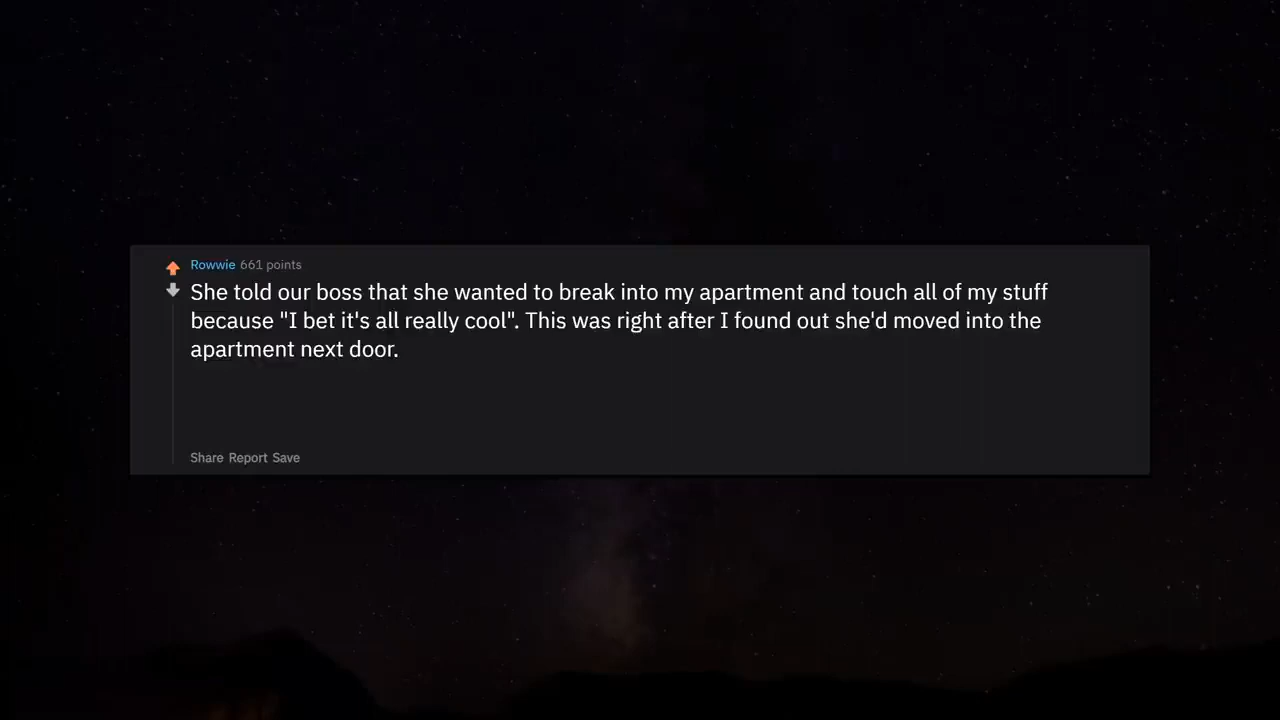 Rowwie 661 points
She told our boss that she wanted to break into my apartment and touch all of my stuff
because "I bet it's all really cool". This was right after I found out she'd moved into the
apartment next door.
Share Report Save